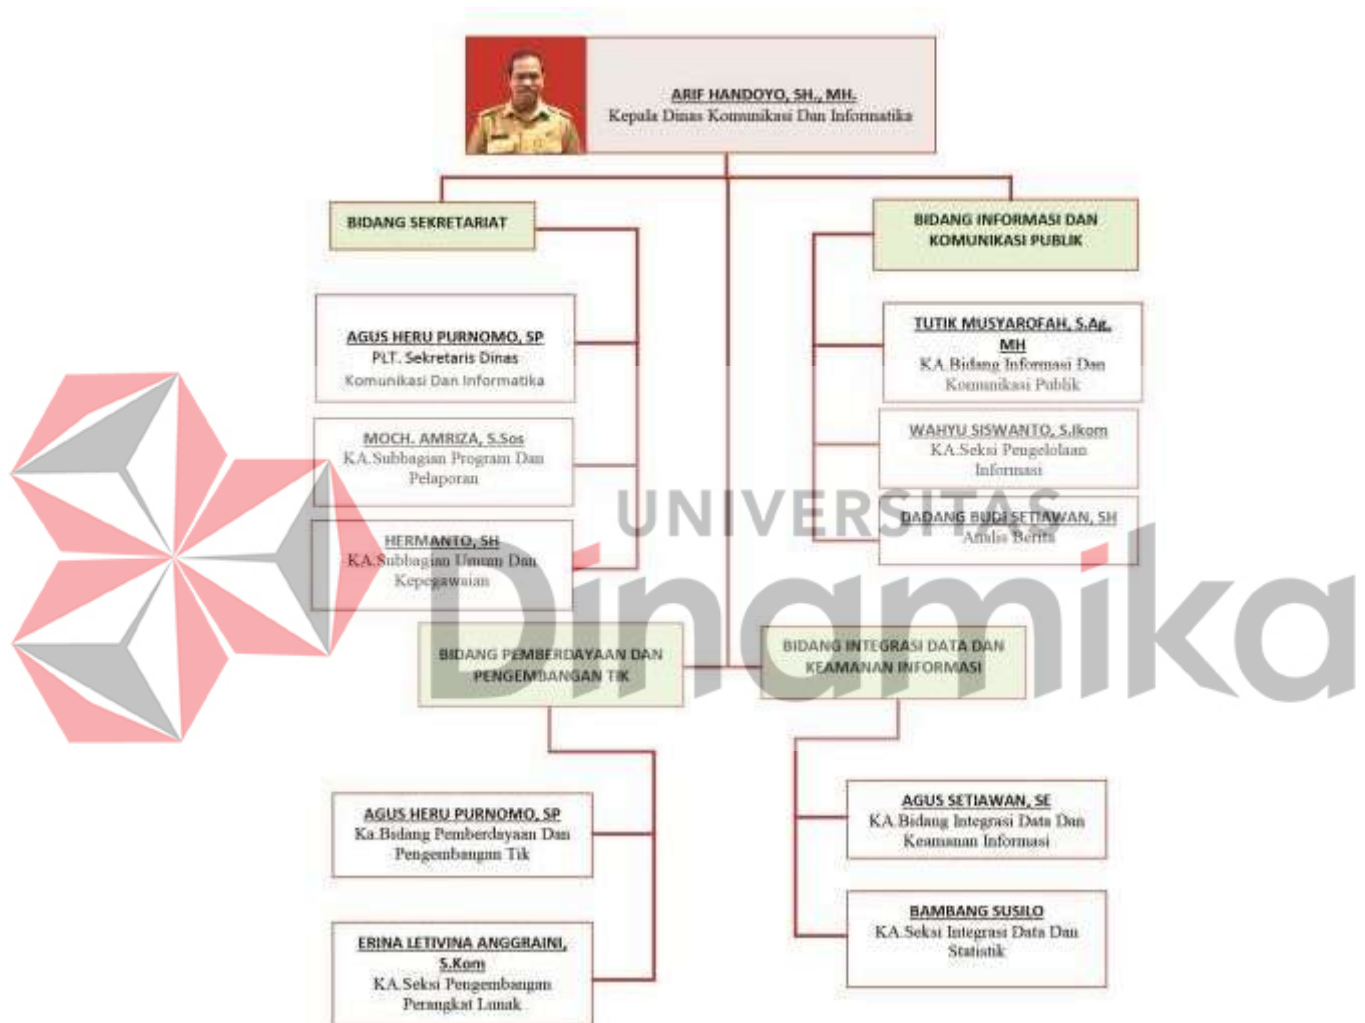 ARIF HANDOYO, SH., MH.
Kepala Dinas Komunikasi Dan Informatika
BIDANG SEKRETARIAT
AGUS HERU PURNOMO, SP
PLT. Sekretaris Dinas
Komunikasi Dan Informatika
MOCH. AMRIZA, S.Sos
KA.Subbagian Program Dan
Pelaporan
HERMANTO, SH
KA.Subbagian Umum Dan
Kepegawaian
BIDANG INFORMASI DAN
KOMUNIKASI PUBLIK
TUTIK MUSYAROFAH, S.Ag,
MH
KA.Bidang Informasi Dan
Komunikasi Publik
WAHYU SISWANTO, S.Ikom
KA.Seksi Pengelolaan
Informasi
DADANG BUDI SETIAWAN, SH
Analis Berita
UNIVERSITAS
Dinamika
BIDANG PEMBERDAYAAN DAN
PENGEMBANGAN TIK
AGUS HERU PURNOMO, SP
Ka.Bidang Pemberdayaan Dan
Pengembangan Tik
ERINA LETIVINA ANGGRAINI,
S.Kom
KA.Seksi Pengembangan
Perangkat Lunak
BIDANG INTEGRASI DATA DAN
KEAMANAN INFORMASI
AGUS SETIAWAN, SE
KA.Bidang Integrasi Data Dan
Keamanan Informasi
BAMBANG SUSILO
KA.Seksi Integrasi Data Dan
Statistik